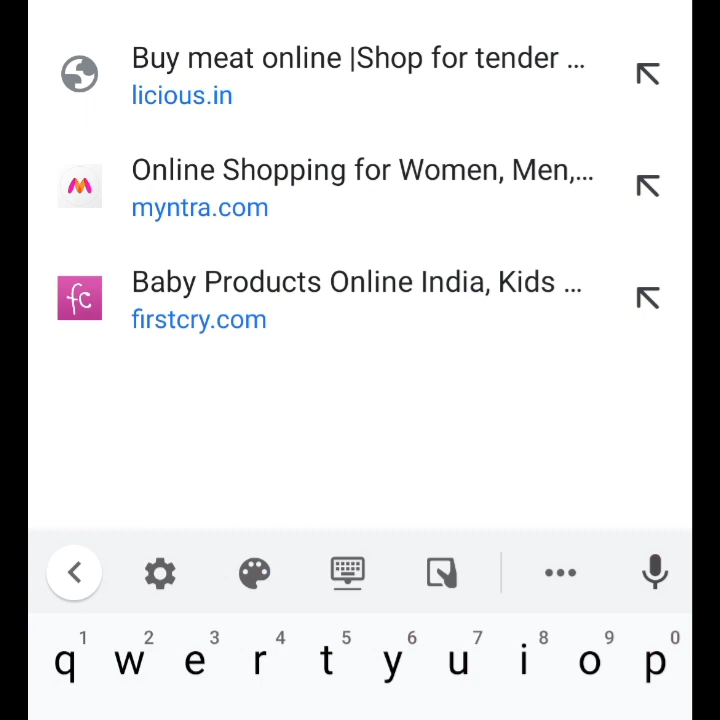 Buy meat online |Shop for tender ...
licious.in
Online Shopping for Women, Men,...
myntra.com
fc
Baby Products Online India, Kids ...
firstcry.com
1 2 3 4 5 6 7 8 9 0
q w e r t y u i o p